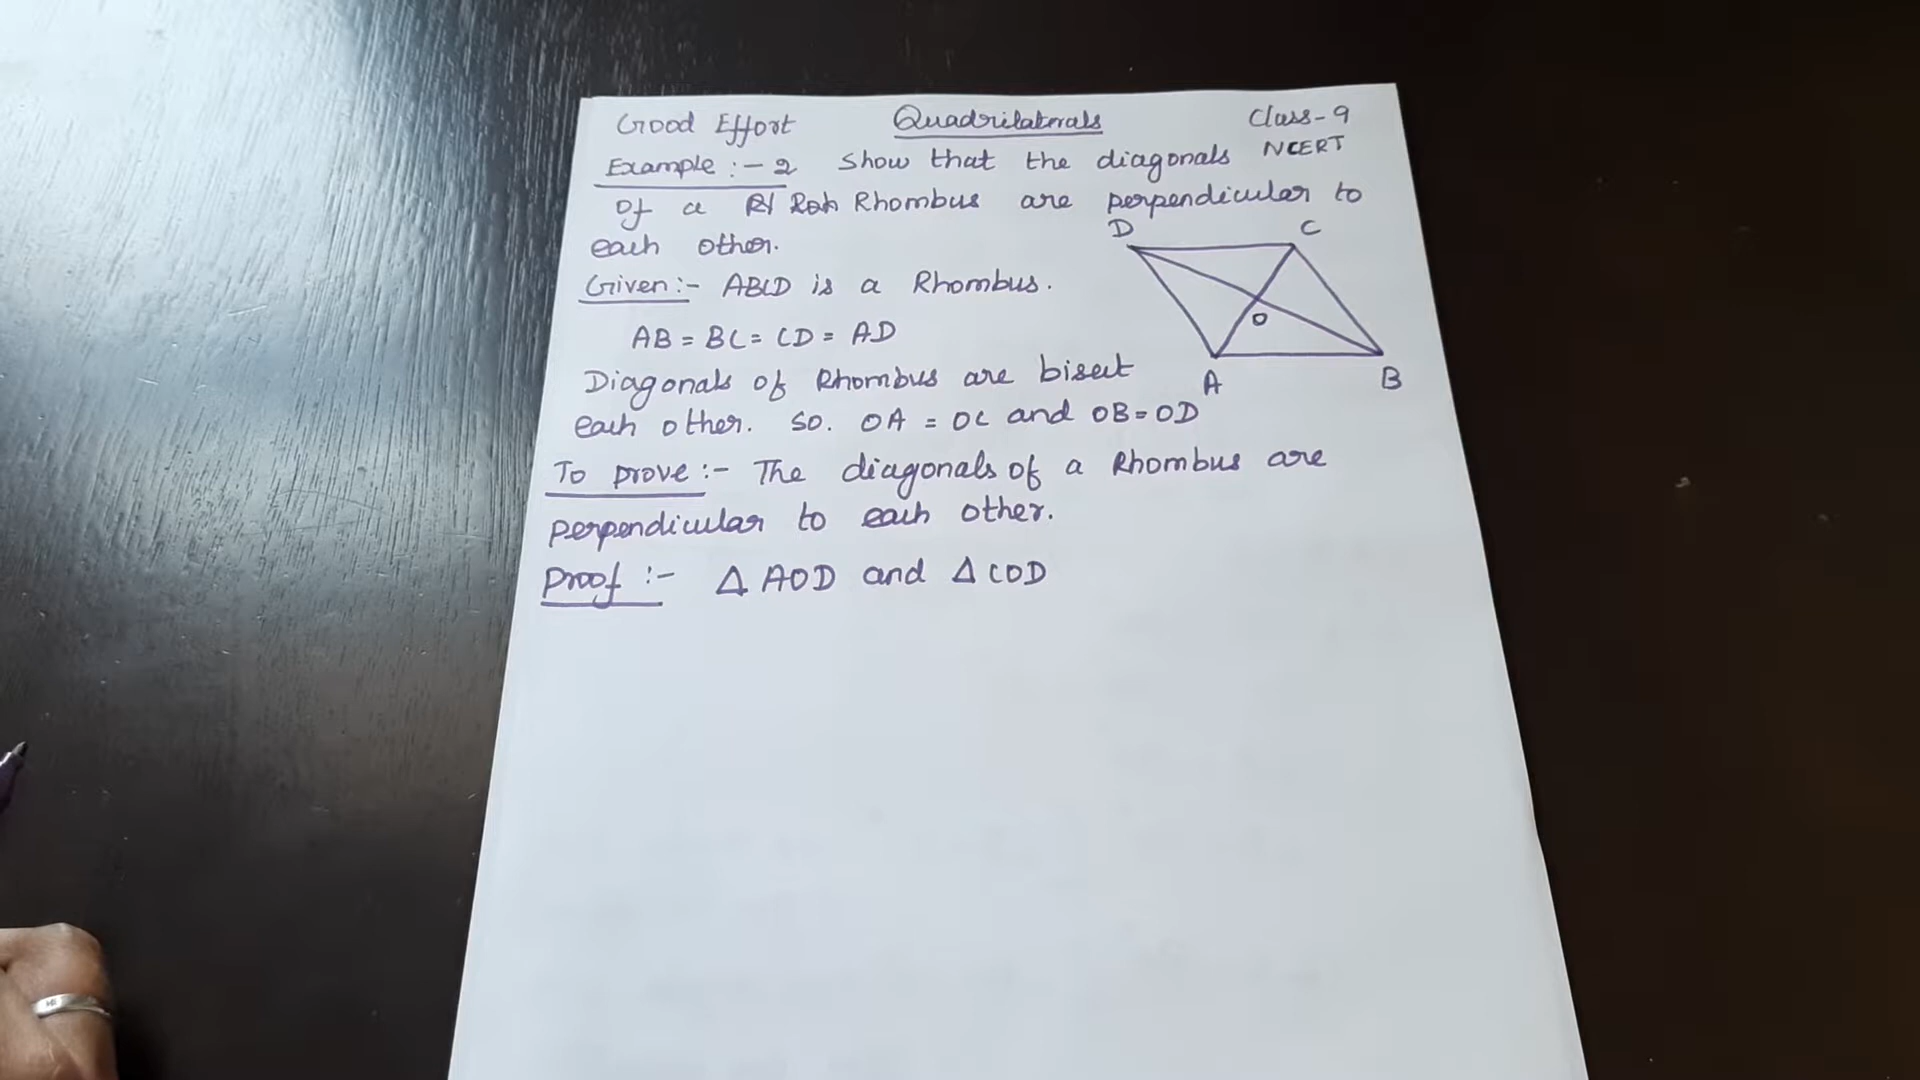 Good Effort Quadrilaterals Class-9
Example :- 2 Show that the diagonals NCERT
of a Rhombus are perpendicular to
each other.
D C
Given :- ABCD is a Rhombus.
O
AB = BC = CD = AD
Diagonals of Rhombus are bisect
A B
each other. So. OA = OC and OB = OD
To prove :- The diagonals of a Rhombus are
perpendicular to each other.
Proof :- Δ AOD and Δ COD